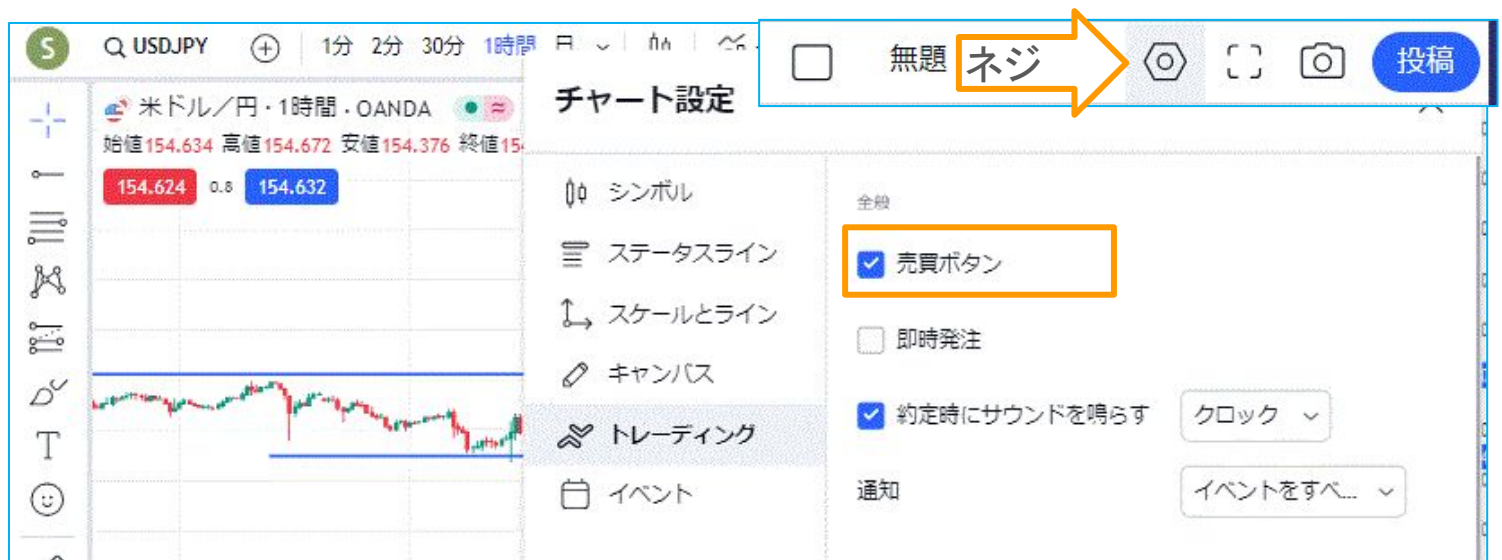 S
USDJPY
1分 2分 30分 1時間 日
無題
ネジ
投稿
米ドル／円・1時間・OANDA
始値154.634 高値154.672 安値154.376 終値15
154.624 0.8 154.632
チャート設定
シンボル
ステータスライン
スケールとライン
キャンバス
トレーディング
イベント
全般
売買ボタン
即時発注
約定時にサウンドを鳴らす クロック
通知 イベントをすべ...